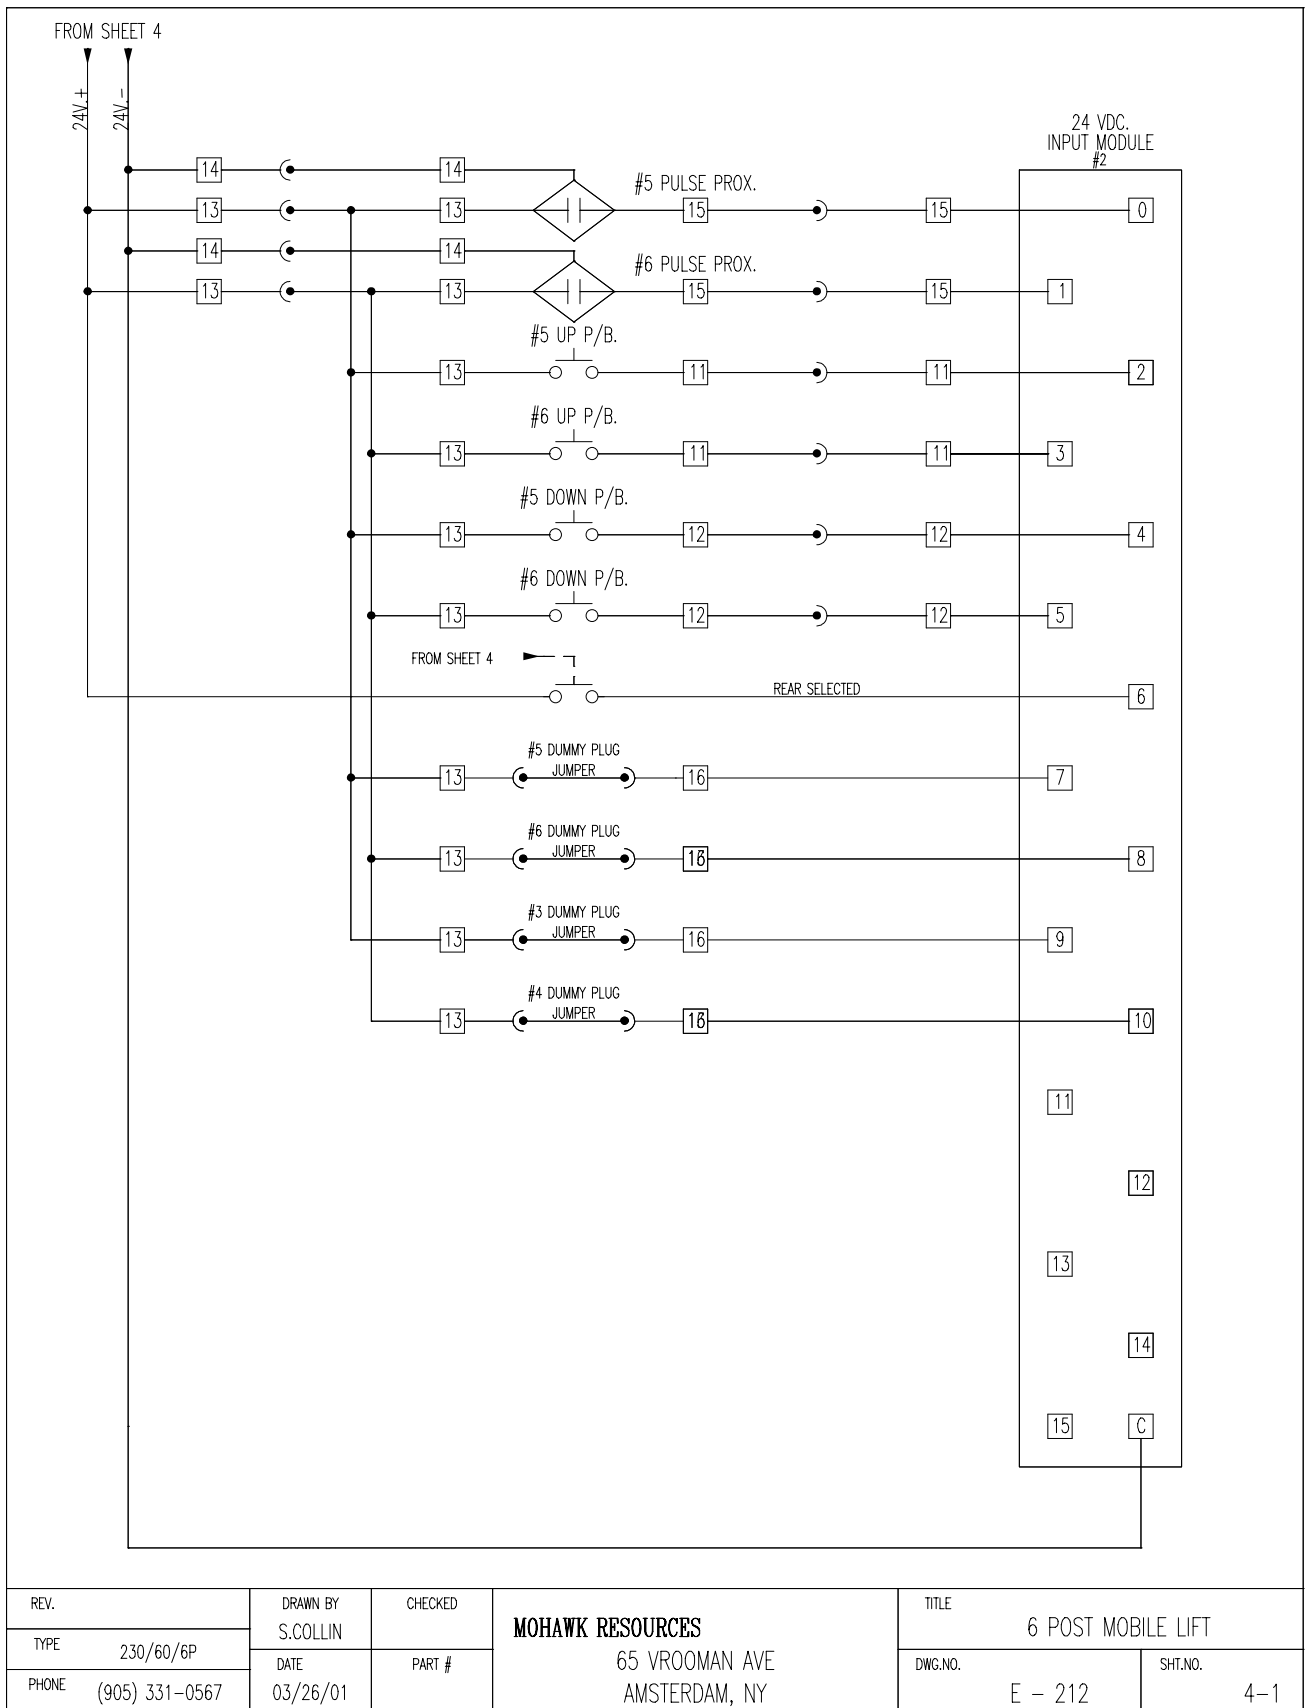 FROM SHEET 4
24V.+
24V.-
24 VDC.
INPUT MODULE
#2
14
14
#5 PULSE PROX.
13
13
15
15
0
14
14
#6 PULSE PROX.
13
13
15
15
1
#5 UP P/B.
13
11
11
2
#6 UP P/B.
13
11
11
3
#5 DOWN P/B.
13
12
12
4
#6 DOWN P/B.
13
12
12
5
FROM SHEET 4
REAR SELECTED
6
#5 DUMMY PLUG
JUMPER
13
16
7
#6 DUMMY PLUG
JUMPER
13
8
#3 DUMMY PLUG
JUMPER
13
16
9
#4 DUMMY PLUG
JUMPER
13
10
11
12
13
14
15
C
REV.
TYPE 230/60/6P
PHONE (905) 331-0567
DRAWN BY
S.COLLIN
DATE
03/26/01
CHECKED
PART #
MOHAWK RESOURCES
65 VROOMAN AVE
AMSTERDAM, NY
TITLE
6 POST MOBILE LIFT
DWG.NO.
E - 212
SHT.NO.
4-1